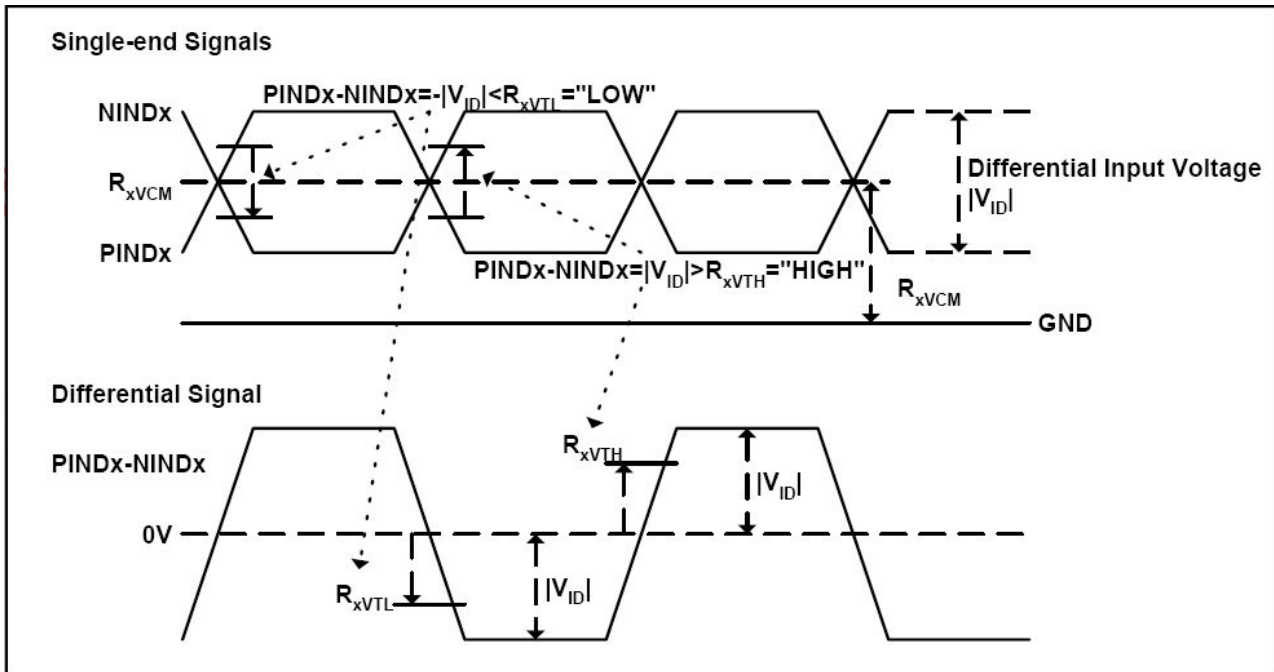 Single-end Signals
PINDx-NINDx=-|VID|<RxVTL="LOW"
NINDx
RxVCM
Differential Input Voltage
|VID|
PINDx
PINDx-NINDx=|VID|>RxVTH="HIGH"
RxVCM
GND
Differential Signal
RxVTH
PINDx-NINDx
|VID|
0V
RxVTL
|VID|